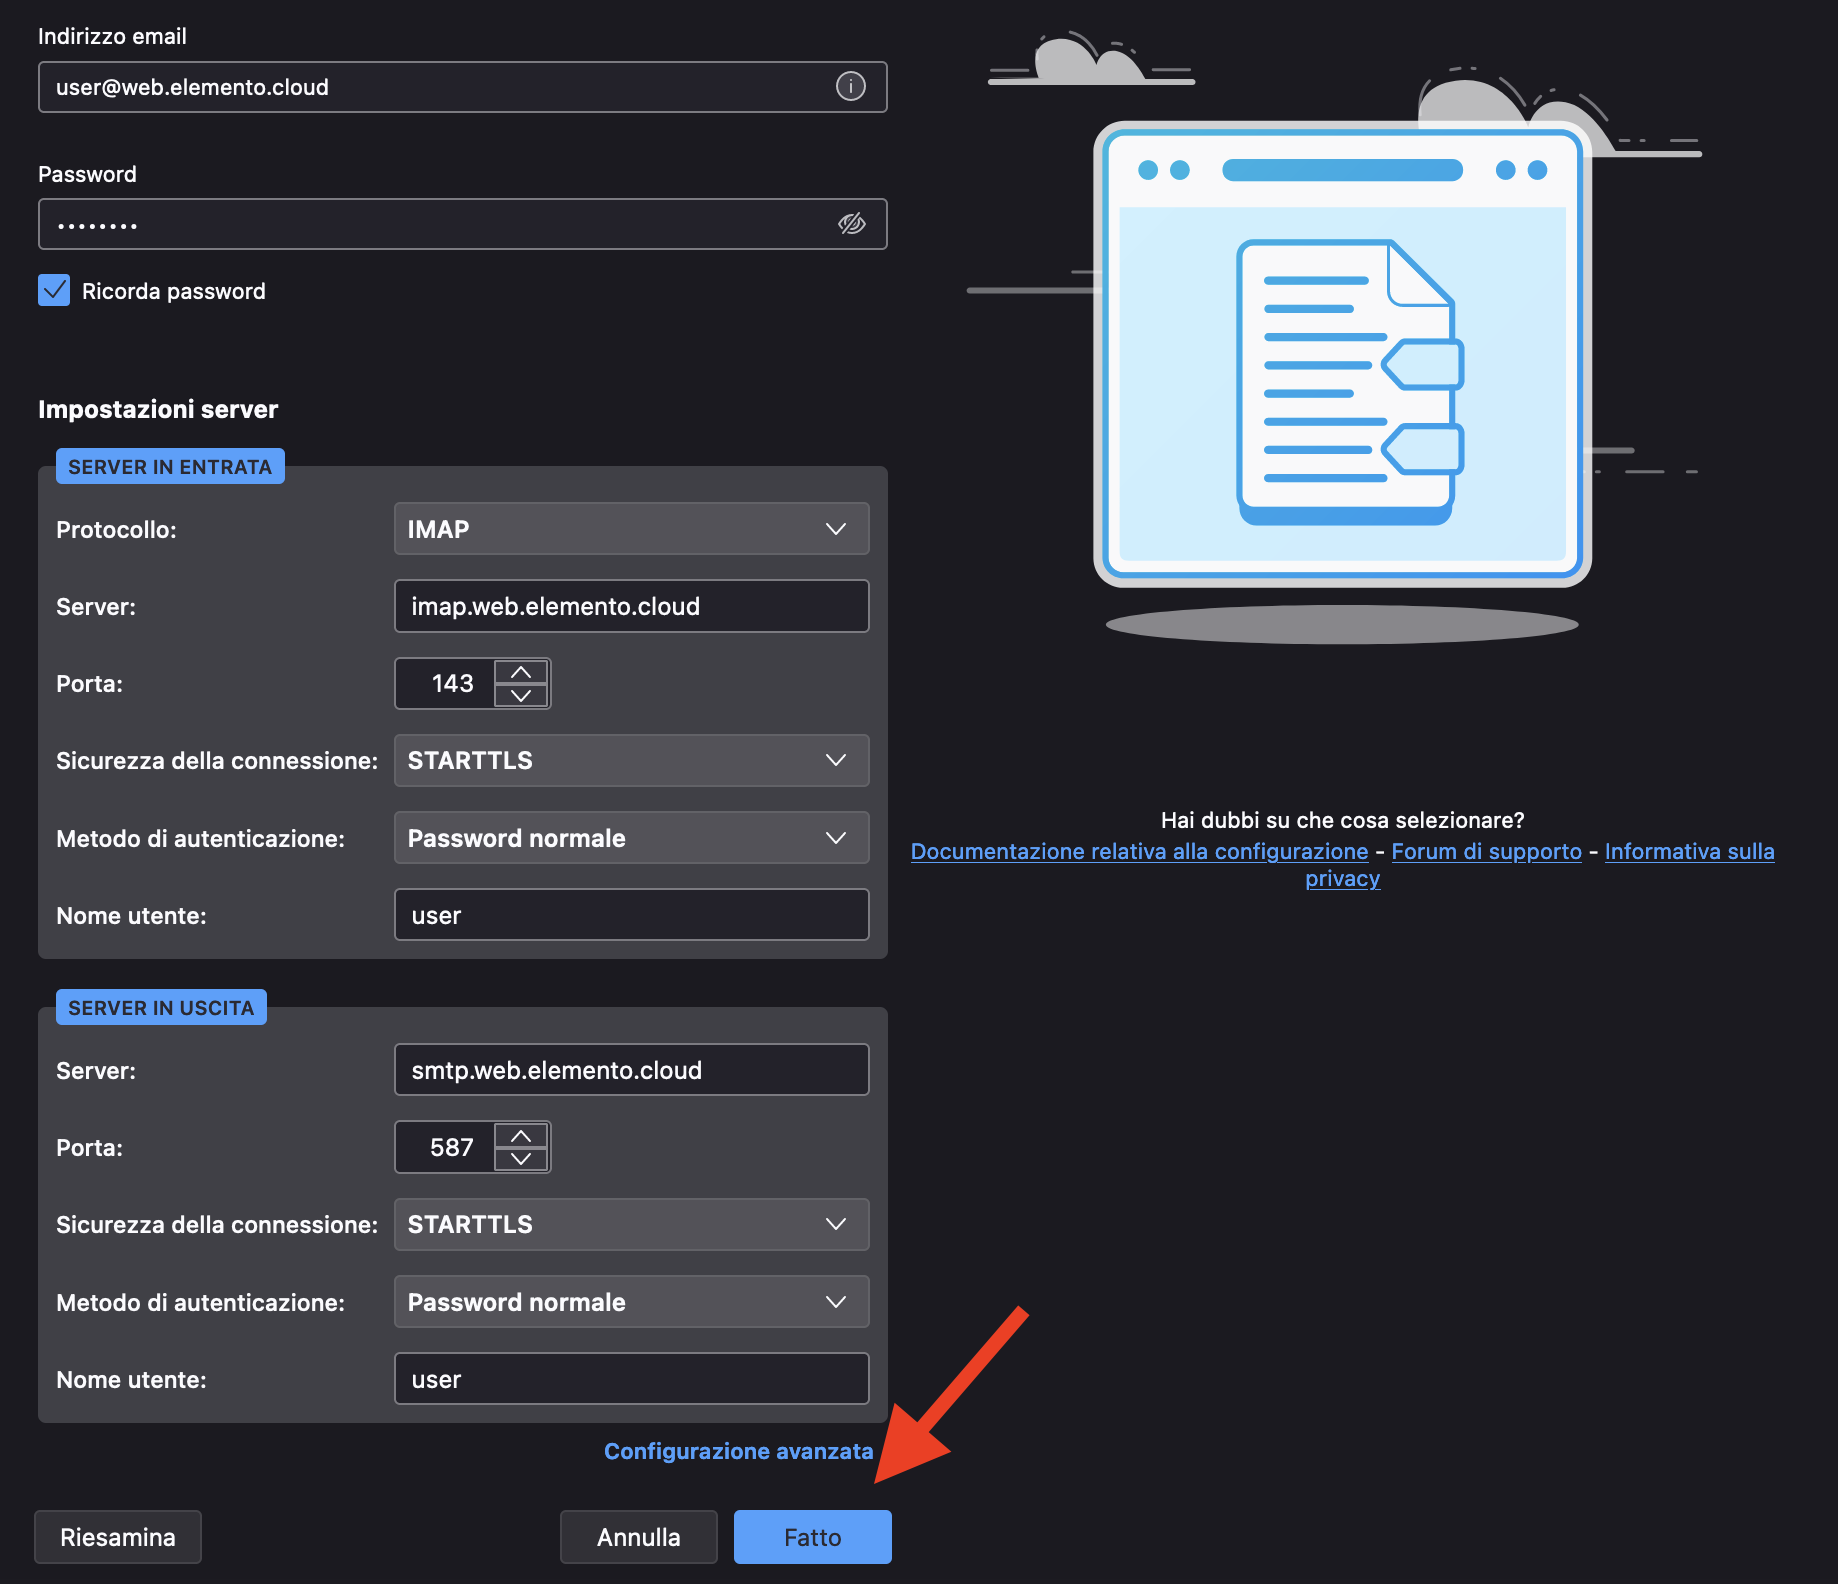 Indirizzo email
user@web.elemento.cloud
Password
••••••••
Ricorda password
Impostazioni server
SERVER IN ENTRATA
Protocollo: IMAP
Server: imap.web.elemento.cloud
Porta: 143
Sicurezza della connessione: STARTTLS
Metodo di autenticazione: Password normale
Nome utente: user
SERVER IN USCITA
Server: smtp.web.elemento.cloud
Porta: 587
Sicurezza della connessione: STARTTLS
Metodo di autenticazione: Password normale
Nome utente: user
Configurazione avanzata
Riesamina Annulla Fatto
Hai dubbi su che cosa selezionare?
Documentazione relativa alla configurazione - Forum di supporto - Informativa sulla
privacy